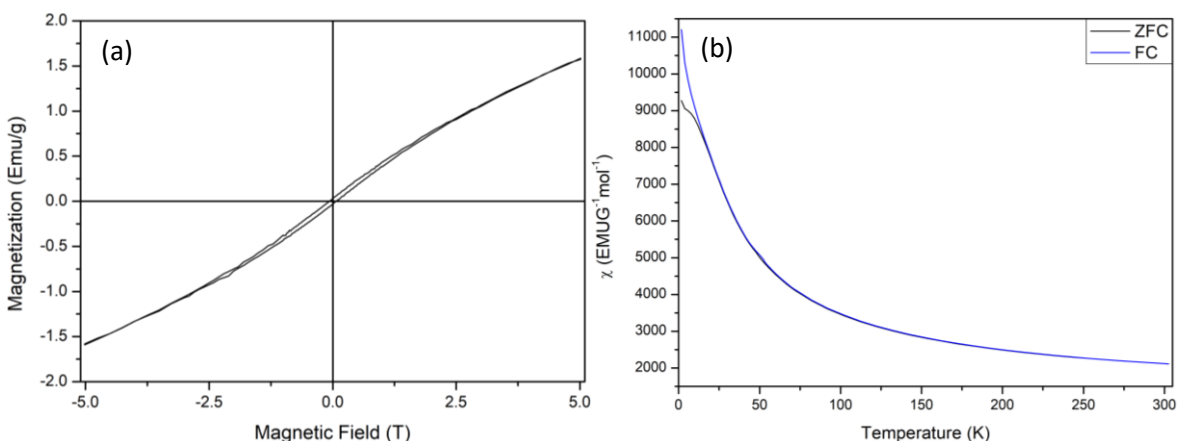 (a)
2.0
1.5
1.0
0.5
0.0
-0.5
-1.0
-1.5
-2.0
-5.0 -2.5 0.0 2.5 5.0
Magnetization (Emu/g)
Magnetic Field (T)
(b)
ZFC
FC
11000
10000
9000
8000
7000
6000
5000
4000
3000
2000
0 50 100 150 200 250 300
χ (EMUG⁻¹mol⁻¹)
Temperature (K)